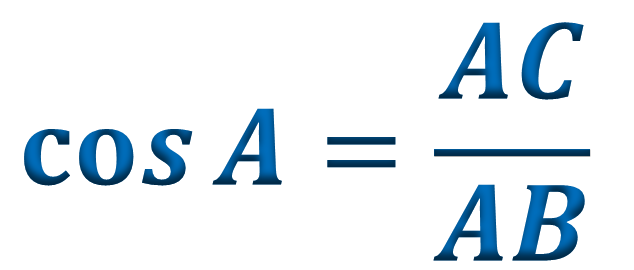 cos A = AC/AB